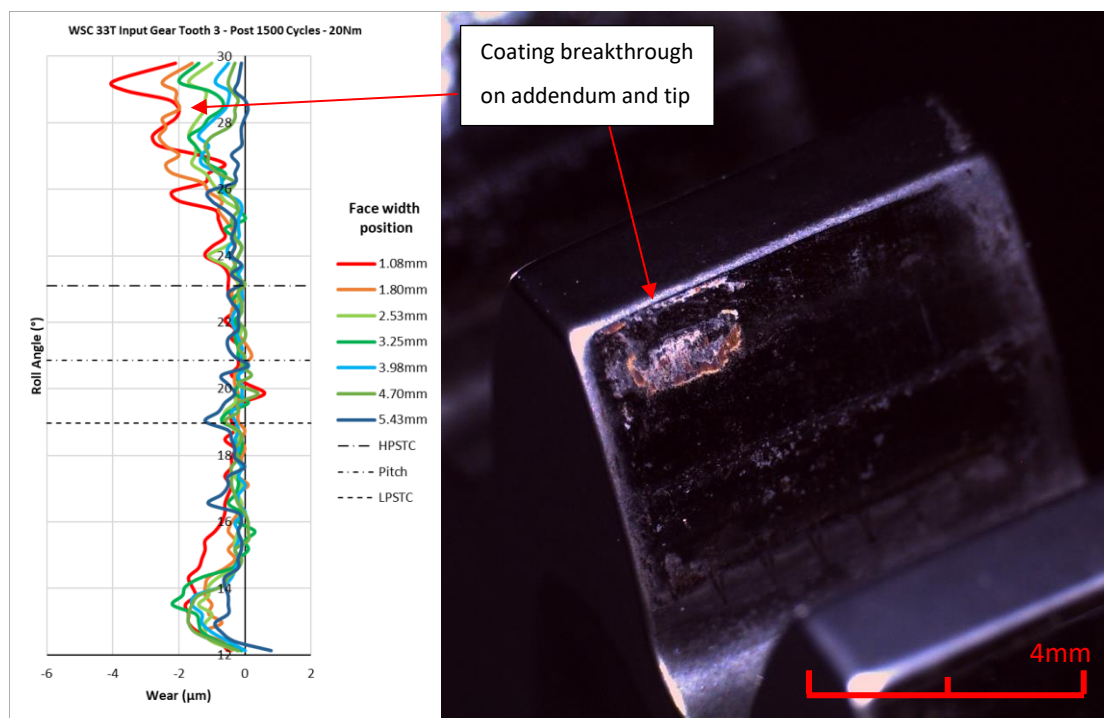 WSC 33T Input Gear Tooth 3 - Post 1500 Cycles - 20Nm
Coating breakthrough
on addendum and tip
30
28
26
24
22
20
18
16
14
12
Roll Angle (°)
-6 -4 -2 0 2
Wear (µm)
Face width
position
1.08mm
1.80mm
2.53mm
3.25mm
3.98mm
4.70mm
5.43mm
HPSTC
Pitch
LPSTC
4mm